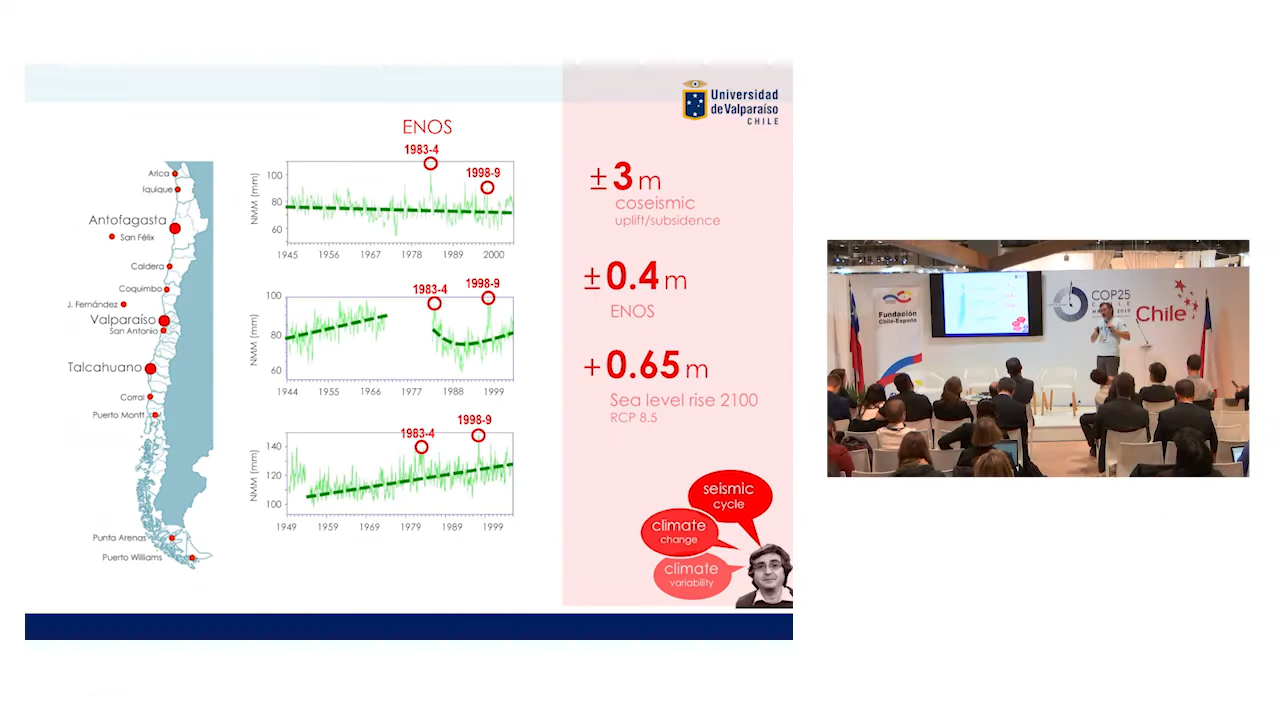 Universidad
de Valparaíso
CHILE
Arica
Iquique
Antofagasta
San Félix
Caldera
Coquimbo
J. Fernández
Valparaíso
San Antonio
Talcahuano
Corral
Puerto Montt
Punta Arenas
Puerto Williams
ENOS
1983-4
1998-9
NMM (mm)
100
80
60
1945 1956 1967 1978 1989 2000
1983-4
1998-9
NMM (mm)
100
80
60
1944 1955 1966 1977 1988 1999
1983-4
1998-9
NMM (mm)
140
120
100
1949 1959 1969 1979 1989 1999
±3 m
coseismic
uplift/subsidence
±0.4 m
ENOS
+0.65 m
Sea level rise 2100
RCP 8.5
seismic
cycle
climate
change
climate
variability
Fundación
Chile-España
COP25
CHILE
Chile